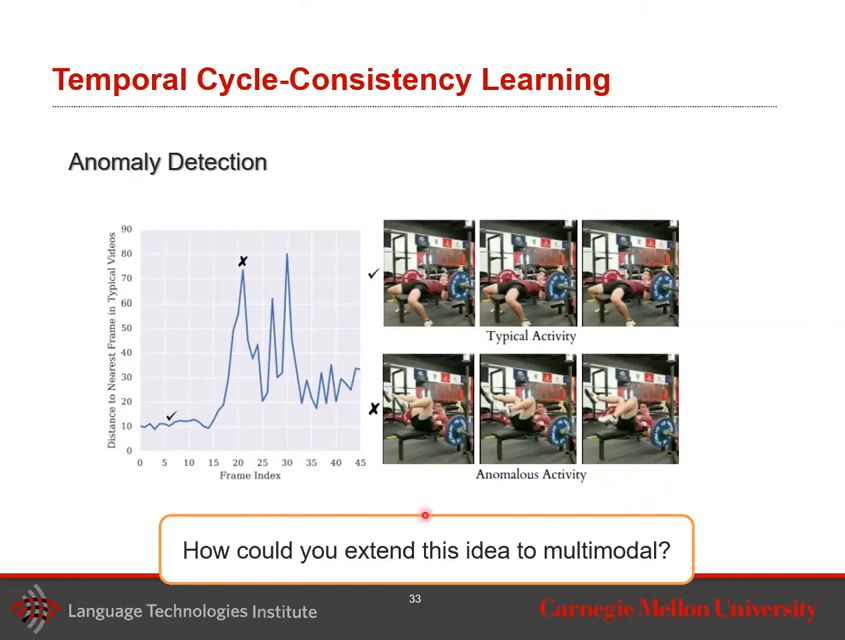 Temporal Cycle-Consistency Learning
Anomaly Detection
Distance to Nearest Frame in Typical Videos
90
80
70
60
50
40
30
20
10
0
0 5 10 15 20 25 30 35 40 45
Frame Index
Typical Activity
Anomalous Activity
How could you extend this idea to multimodal?
Language Technologies Institute
33
Carnegie Mellon University